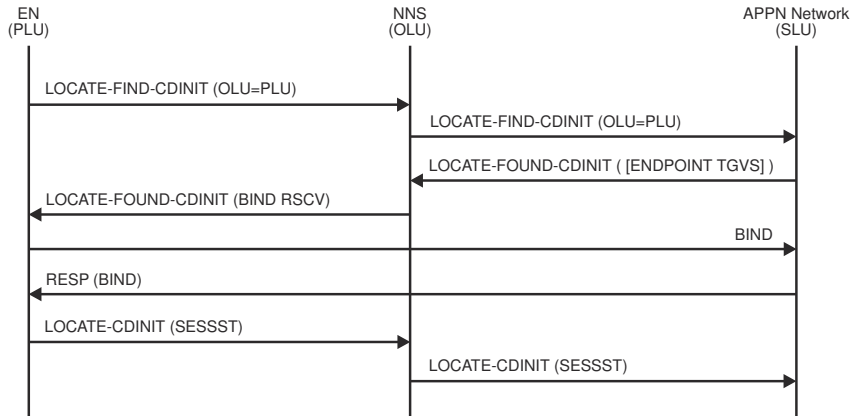 EN
(PLU)
NNS
(OLU)
APPN Network
(SLU)
LOCATE-FIND-CDINIT (OLU=PLU)
LOCATE-FIND-CDINIT (OLU=PLU)
LOCATE-FOUND-CDINIT ( [ENDPOINT TGVS] )
LOCATE-FOUND-CDINIT (BIND RSCV)
BIND
RESP (BIND)
LOCATE-CDINIT (SESSST)
LOCATE-CDINIT (SESSST)